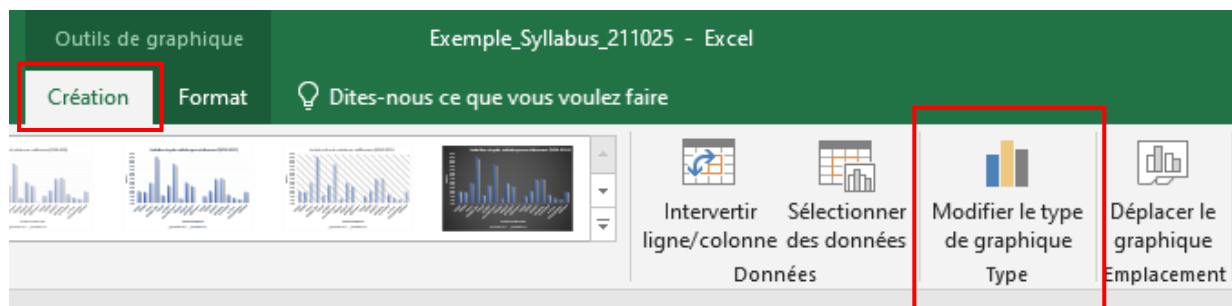 Outils de graphique
Exemple_Syllabus_211025 - Excel
Création
Format
Dites-nous ce que vous voulez faire
Intervertir
ligne/colonne
Sélectionner
des données
Données
Modifier le type
de graphique
Type
Déplacer le
graphique
Emplacement